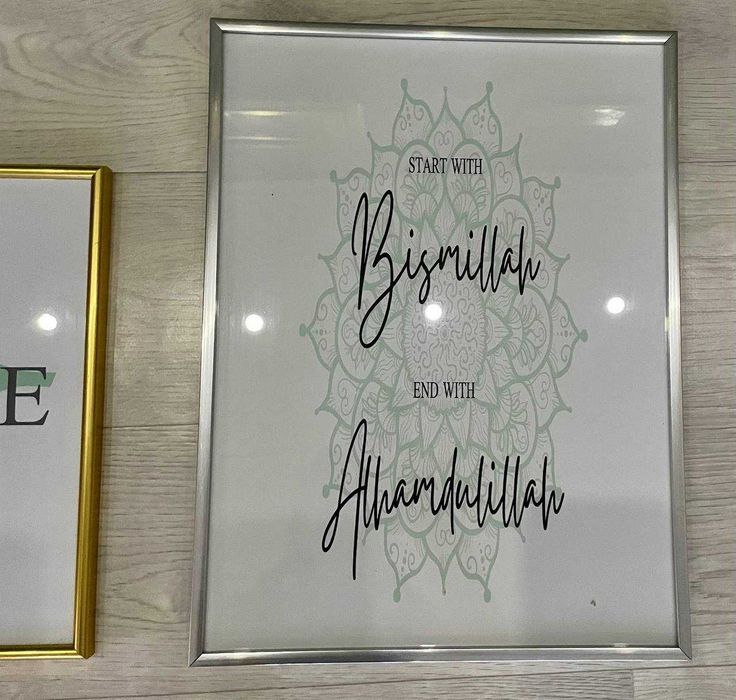 START WITH
Bismillah
END WITH
Alhamdulillah
E